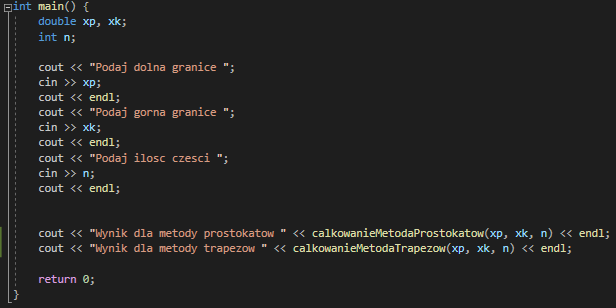 int main() {
double xp, xk;
int n;
cout << "Podaj dolna granice ";
cin >> xp;
cout << endl;
cout << "Podaj gorna granice ";
cin >> xk;
cout << endl;
cout << "Podaj ilosc czesci ";
cin >> n;
cout << endl;
cout << "Wynik dla metody prostokatow " << calkowanieMetodaProstokatow(xp, xk, n) << endl;
cout << "Wynik dla metody trapezow " << calkowanieMetodaTrapezow(xp, xk, n) << endl;
return 0;
}